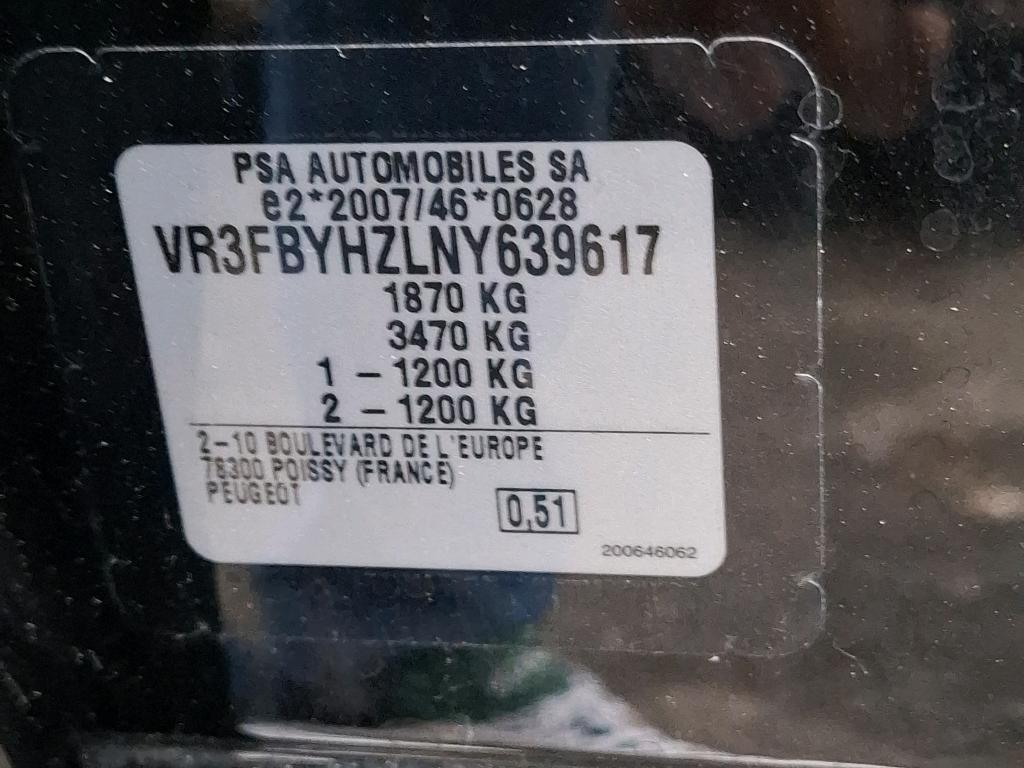 PSA AUTOMOBILES SA
e2*2007/46*0628
VR3FBYHZLNY639617
1870 KG
3470 KG
1 - 1200 KG
2 - 1200 KG
2-10 BOULEVARD DE L'EUROPE
78300 POISSY (FRANCE)
PEUGEOT
0,51
200646062